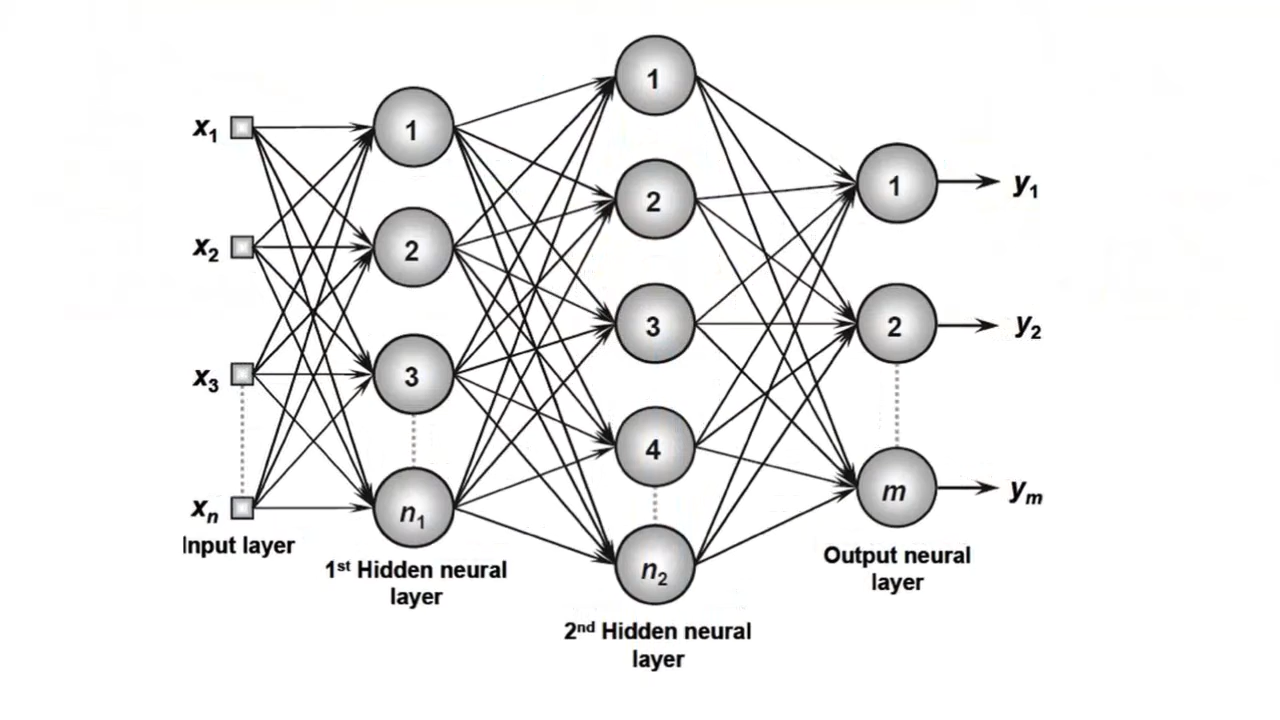 x1
x2
x3
xn
Input layer
1
2
3
n1
1st Hidden neural
layer
1
2
3
4
n2
2nd Hidden neural
layer
1
2
m
Output neural
layer
y1
y2
ym